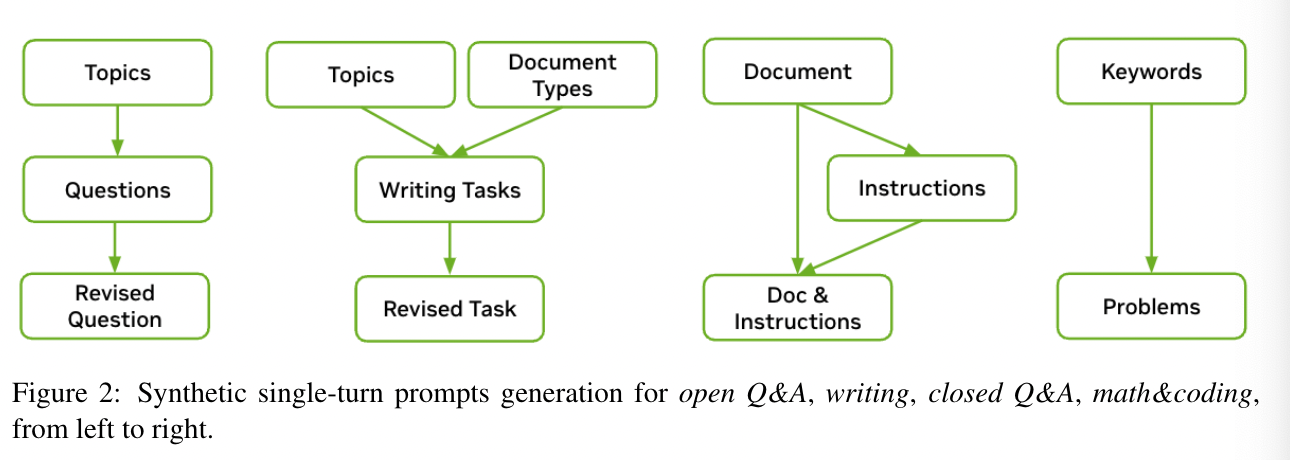 Topics
Questions
Revised
Question
Topics
Document
Types
Writing Tasks
Revised Task
Document
Instructions
Doc &
Instructions
Keywords
Problems
Figure 2: Synthetic single-turn prompts generation for open Q&A, writing, closed Q&A, math&coding,
from left to right.